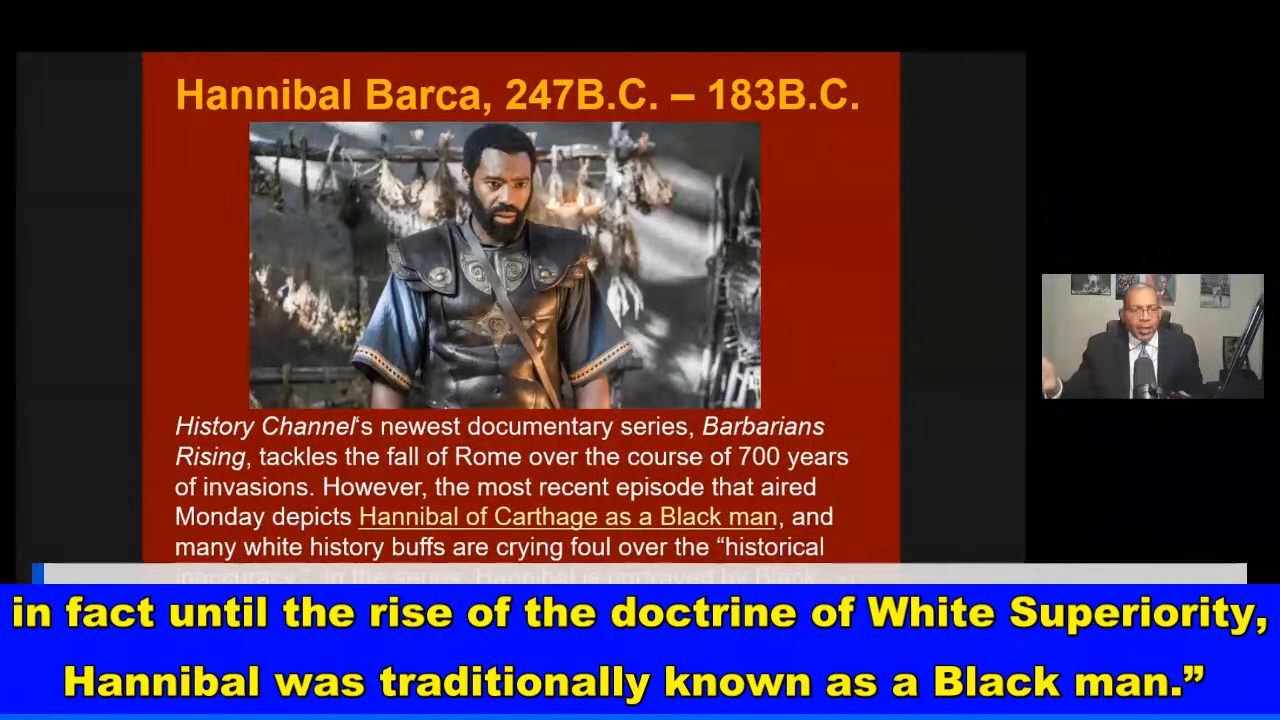 Hannibal Barca, 247B.C. – 183B.C.
History Channel‘s newest documentary series, Barbarians
Rising, tackles the fall of Rome over the course of 700 years
of invasions. However, the most recent episode that aired
Monday depicts Hannibal of Carthage as a Black man, and
many white history buffs are crying foul over the “historical
in fact until the rise of the doctrine of White Superiority,
Hannibal was traditionally known as a Black man.”